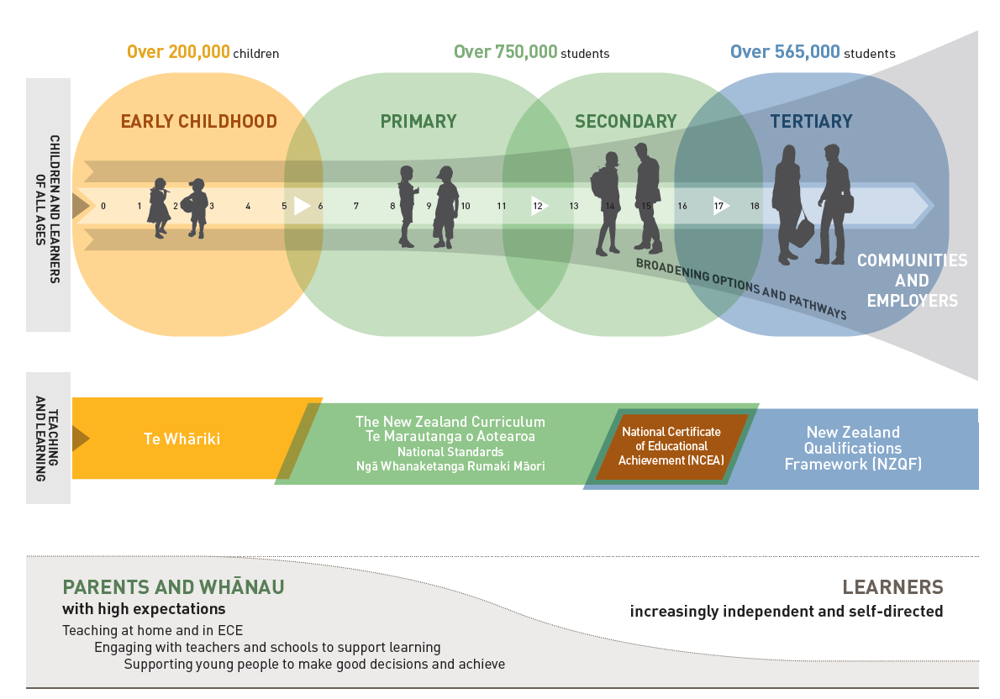 Over 200,000 children
Over 750,000 students
Over 565,000 students
CHILDREN AND LEARNERS
OF ALL AGES
EARLY CHILDHOOD
PRIMARY
SECONDARY
TERTIARY
0 1 2 3 4 5 6 7 8 9 10 11 12 13 14 15 16 17 18
BROADENING OPTIONS AND PATHWAYS
COMMUNITIES
AND
EMPLOYERS
TEACHING
AND LEARNING
Te Whāriki
The New Zealand Curriculum
Te Marautanga o Aotearoa
National Standards
Ngā Whanaketanga Rumaki Māori
National Certificate
of Educational
Achievement (NCEA)
New Zealand
Qualifications
Framework (NZQF)
PARENTS AND WHĀNAU
with high expectations
Teaching at home and in ECE
Engaging with teachers and schools to support learning
Supporting young people to make good decisions and achieve
LEARNERS
increasingly independent and self-directed